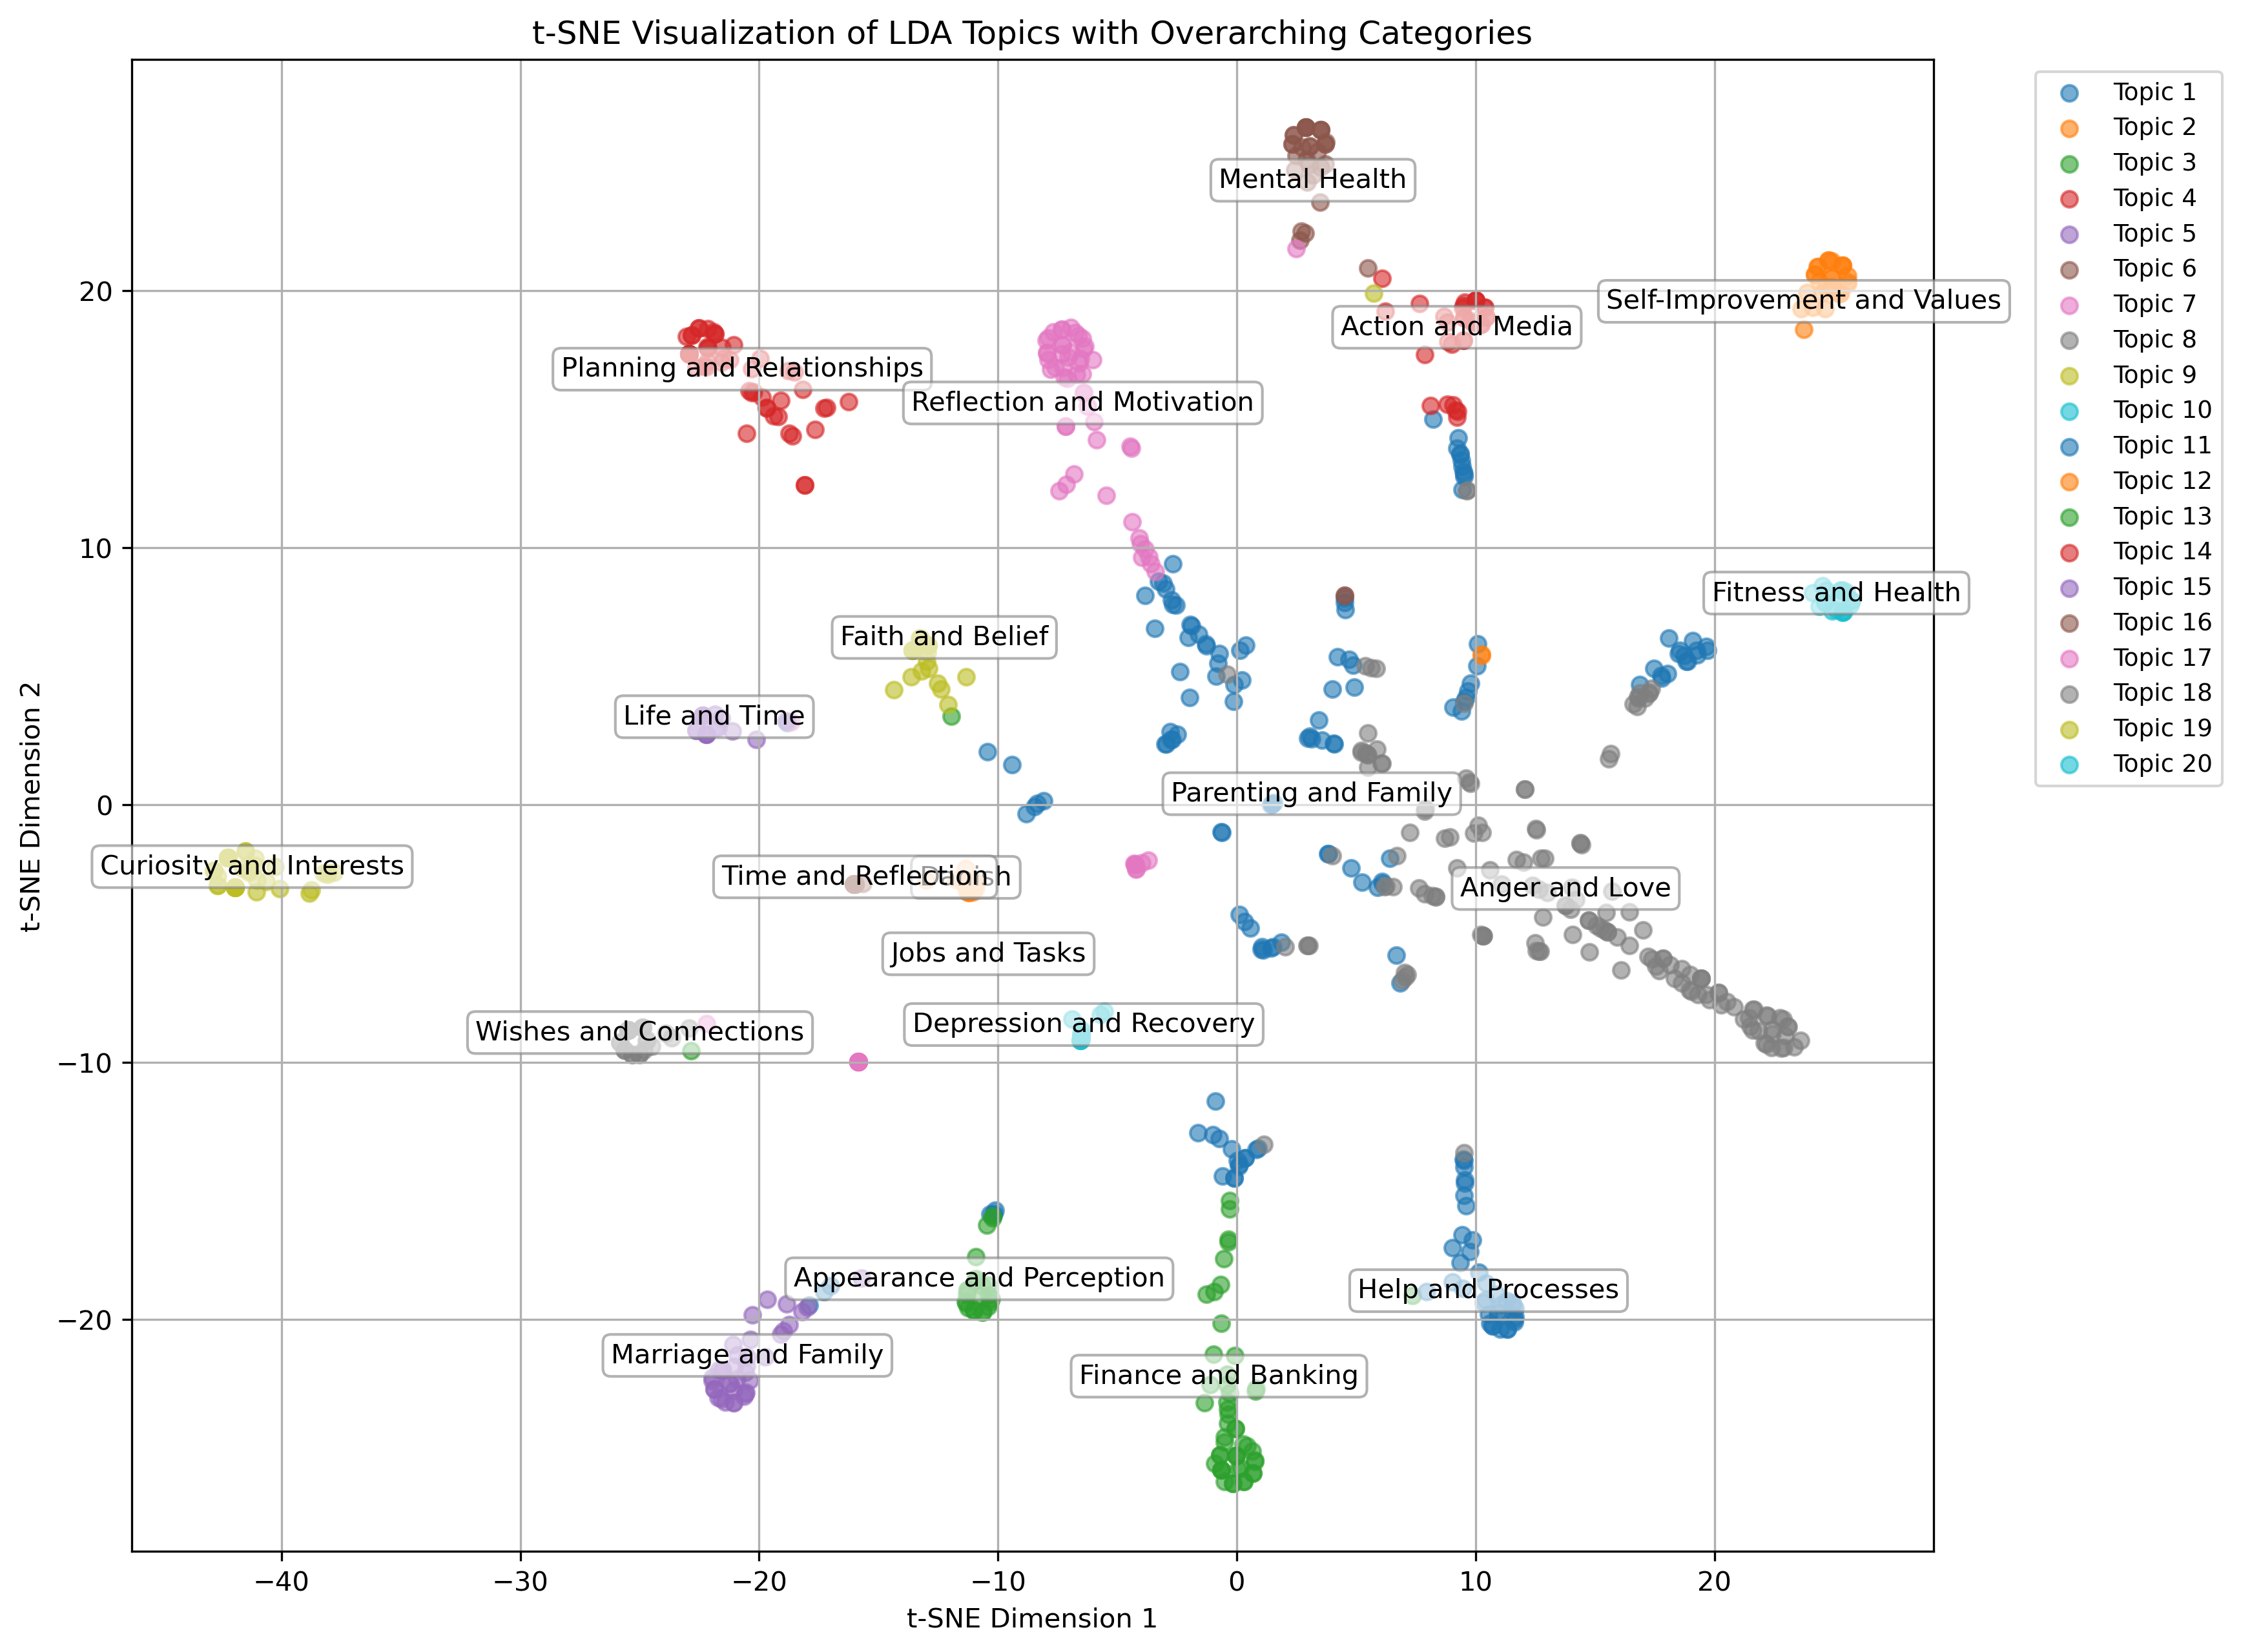 t-SNE Visualization of LDA Topics with Overarching Categories
Mental Health
Self-Improvement and Values
Action and Media
Planning and Relationships
Reflection and Motivation
Fitness and Health
Faith and Belief
Life and Time
Parenting and Family
Curiosity and Interests
Time and Reflection
Anger and Love
Jobs and Tasks
Depression and Recovery
Wishes and Connections
Appearance and Perception
Help and Processes
Marriage and Family
Finance and Banking
20
10
0
−10
−20
t-SNE Dimension 2
−40
−30
−20
−10
0
10
20
t-SNE Dimension 1
Topic 1
Topic 2
Topic 3
Topic 4
Topic 5
Topic 6
Topic 7
Topic 8
Topic 9
Topic 10
Topic 11
Topic 12
Topic 13
Topic 14
Topic 15
Topic 16
Topic 17
Topic 18
Topic 19
Topic 20